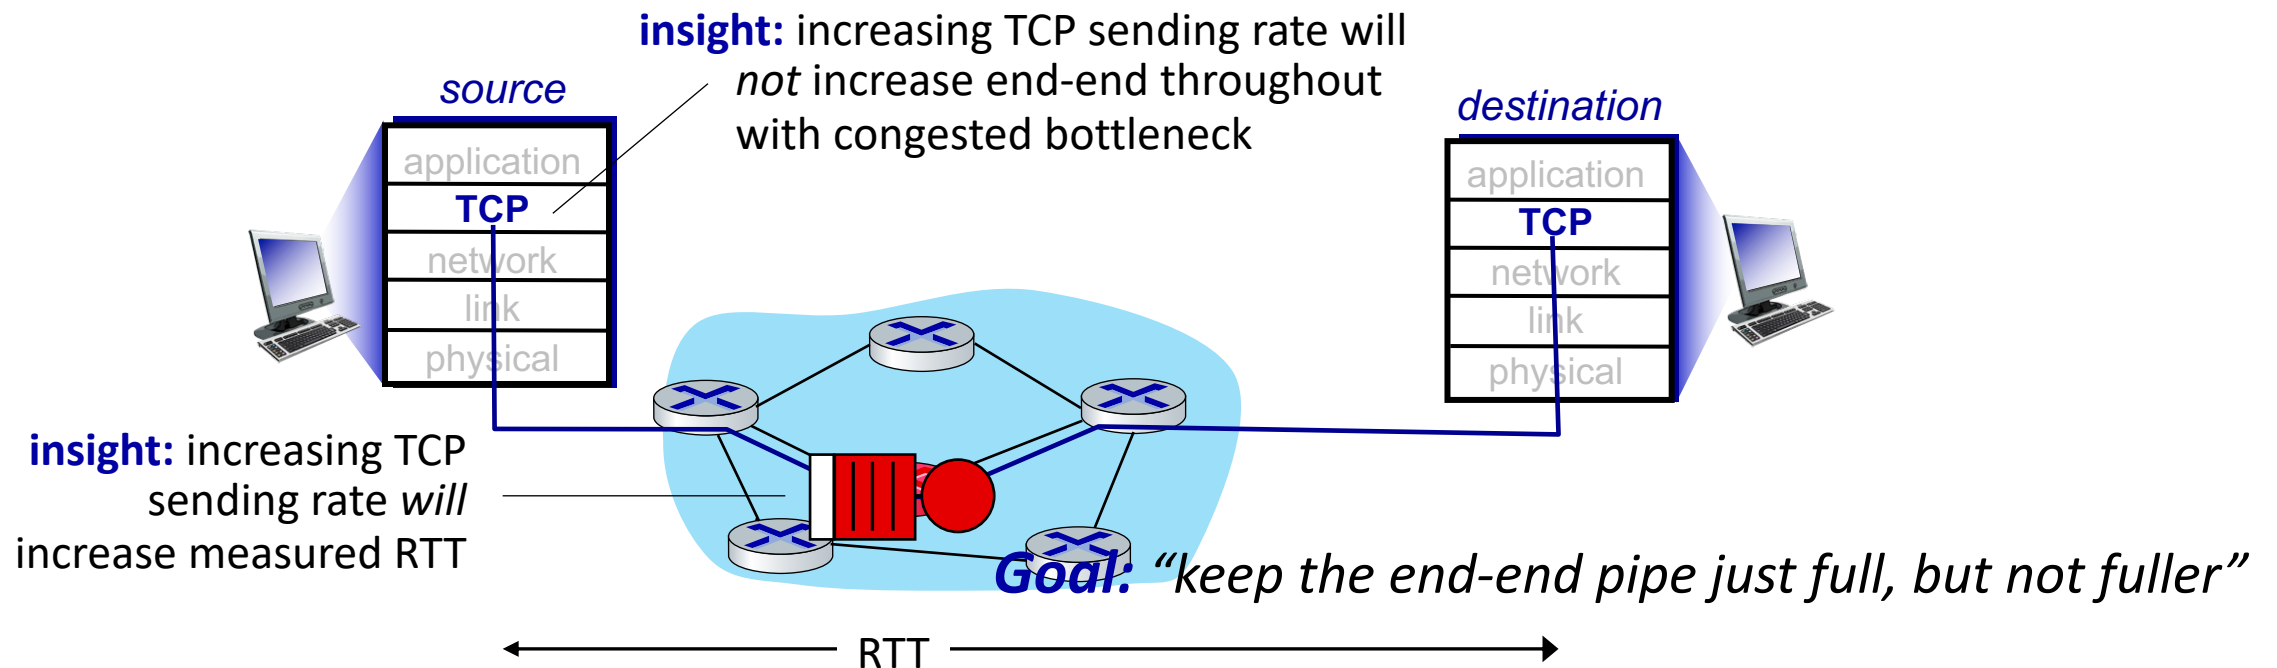 insight: increasing TCP sending rate will
not increase end-end throughout
with congested bottleneck
source
application
TCP
network
link
physical
destination
application
TCP
network
link
physical
insight: increasing TCP
sending rate will
increase measured RTT
Goal: “keep the end-end pipe just full, but not fuller”
RTT